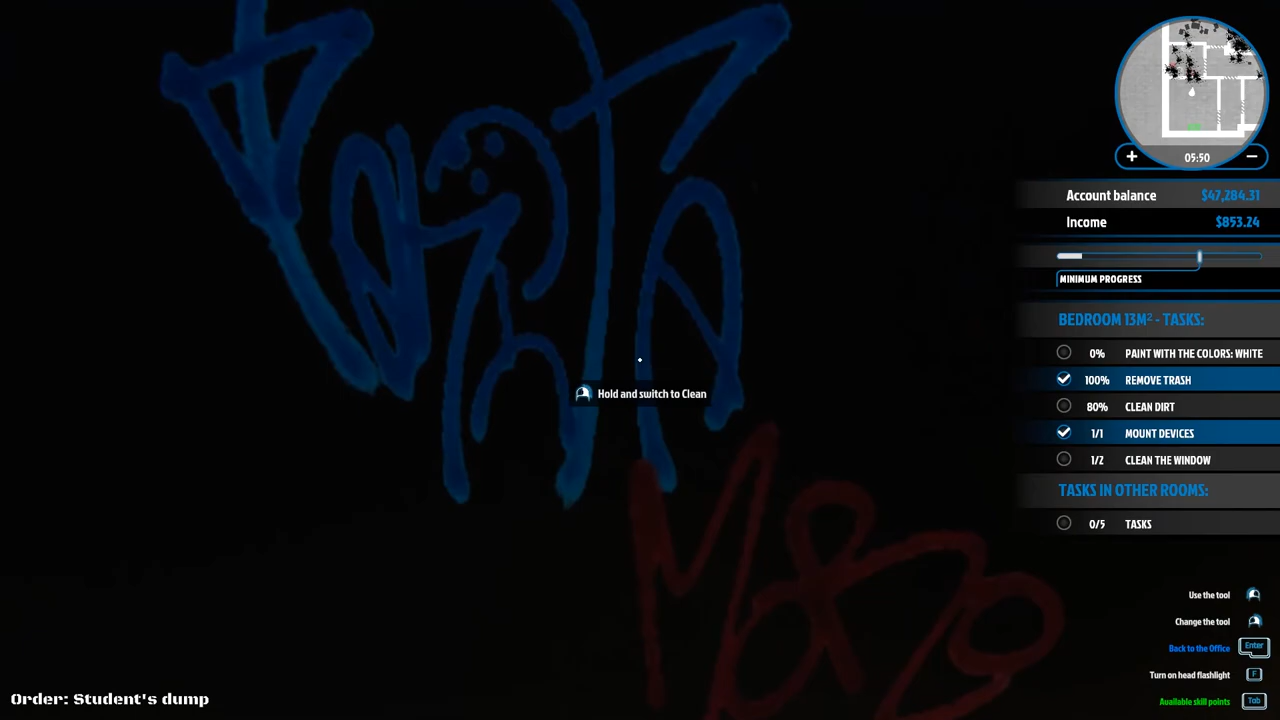 05:50
Account balance $47,284.31
Income $853.24
MINIMUM PROGRESS
BEDROOM 13M² - TASKS:
0% PAINT WITH THE COLORS: WHITE
100% REMOVE TRASH
80% CLEAN DIRT
1/1 MOUNT DEVICES
1/2 CLEAN THE WINDOW
TASKS IN OTHER ROOMS:
0/5 TASKS
Hold and switch to Clean
Use the tool
Change the tool
Back to the Office Enter
Turn on head flashlight F
Available skill points Tab
Order: Student's dump